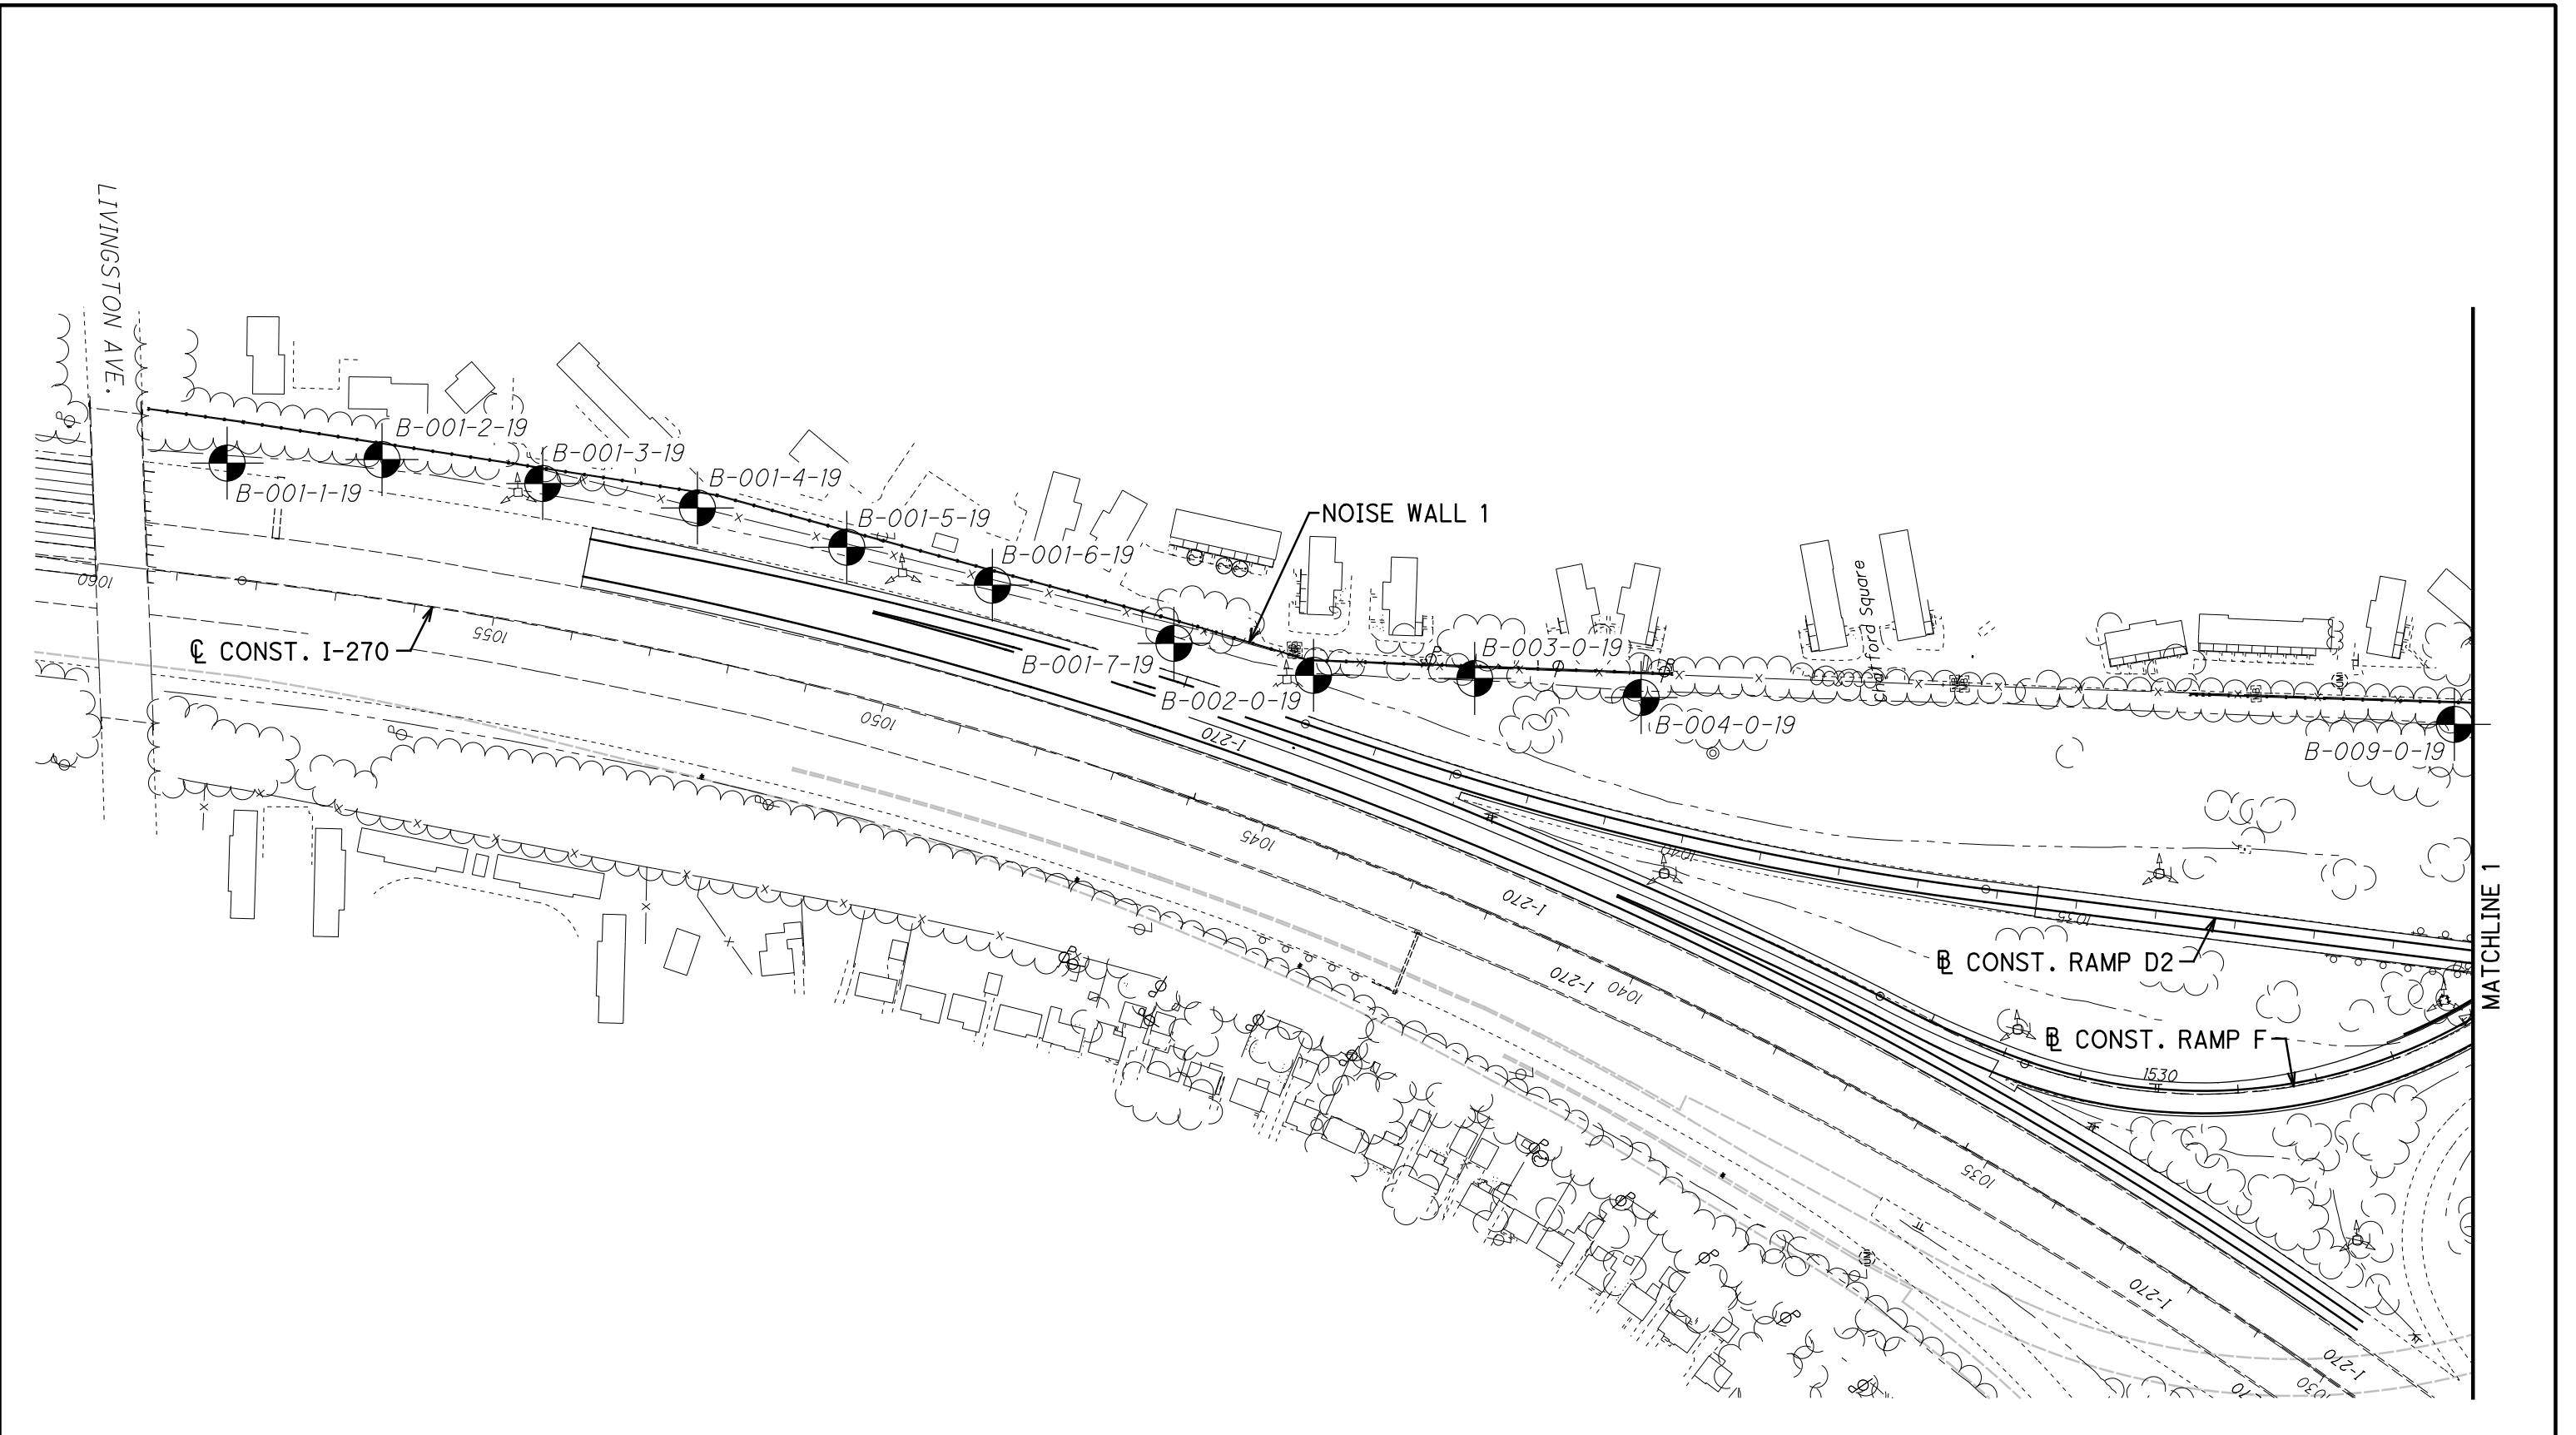 LIVINGSTON AVE.
B-001-2-19
B-001-3-19
B-001-4-19
B-001-1-19
B-001-5-19
NOISE WALL 1
B-001-6-19
1060
1055
℄ CONST. I-270
B-001-7-19
B-002-0-19
B-003-0-19
B-004-0-19
Square
B-009-0-19
1050
I-270
1045
1040
I-270
1035
MATCHLINE 1
℄ CONST. RAMP D2
I-270
I-270
1040
℄ CONST. RAMP F
1530
1035
I-270
I-270
1030